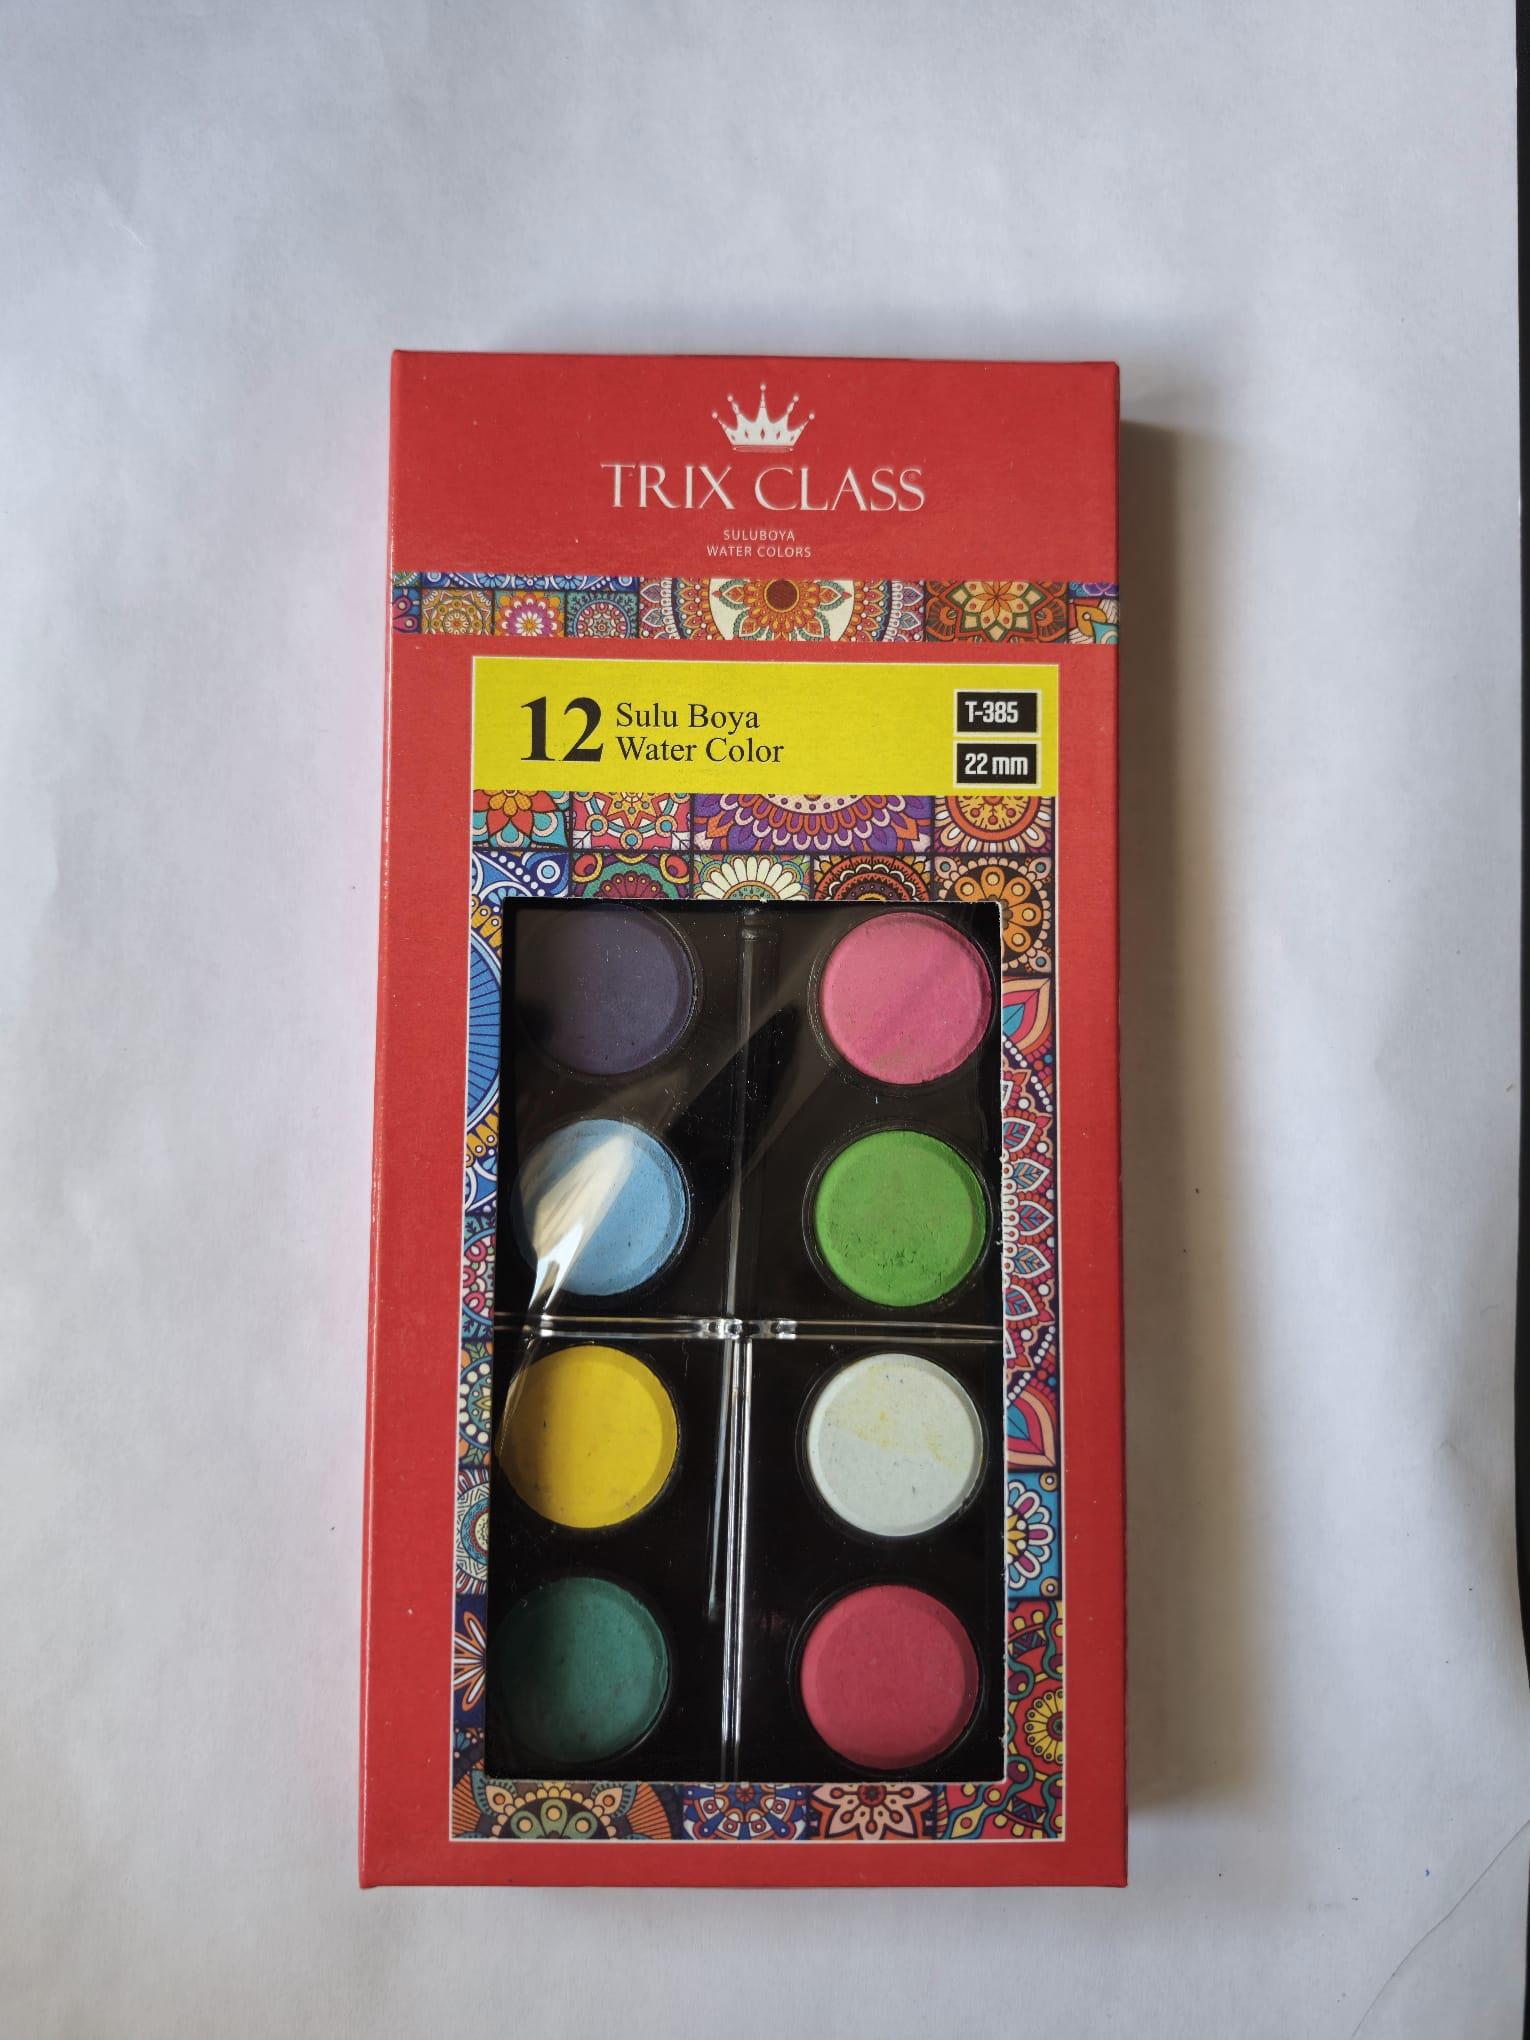 TRIX CLASS
SULUBOYA
WATER COLORS
12 Sulu Boya
Water Color
T-385
22 mm